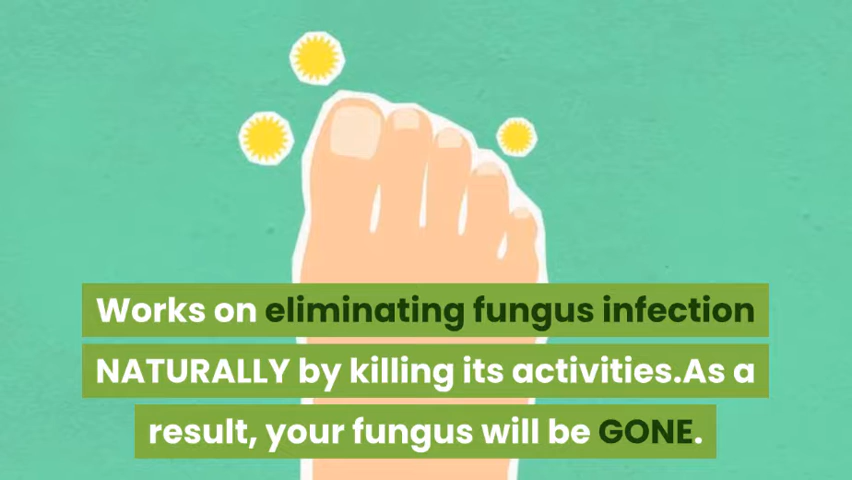 Works on eliminating fungus infection
NATURALLY by killing its activities.As a
result, your fungus will be GONE.